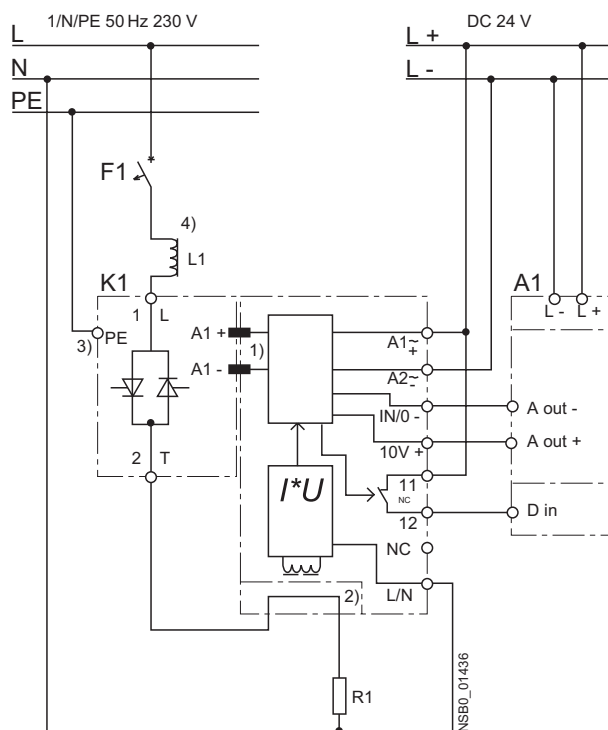 1/N/PE 50 Hz 230 V
DC 24 V
L
L +
N
L -
PE
F1
4)
L1
K1
A1
L - L +
1 L
A1 +
1)
A1 ~
+
3) PE
A1 -
A2 ~
-
IN/0 -
A out -
10V +
A out +
2 T
I*U
11
NC
12
D in
NC
2)
L/N
R1
NSB0_01436